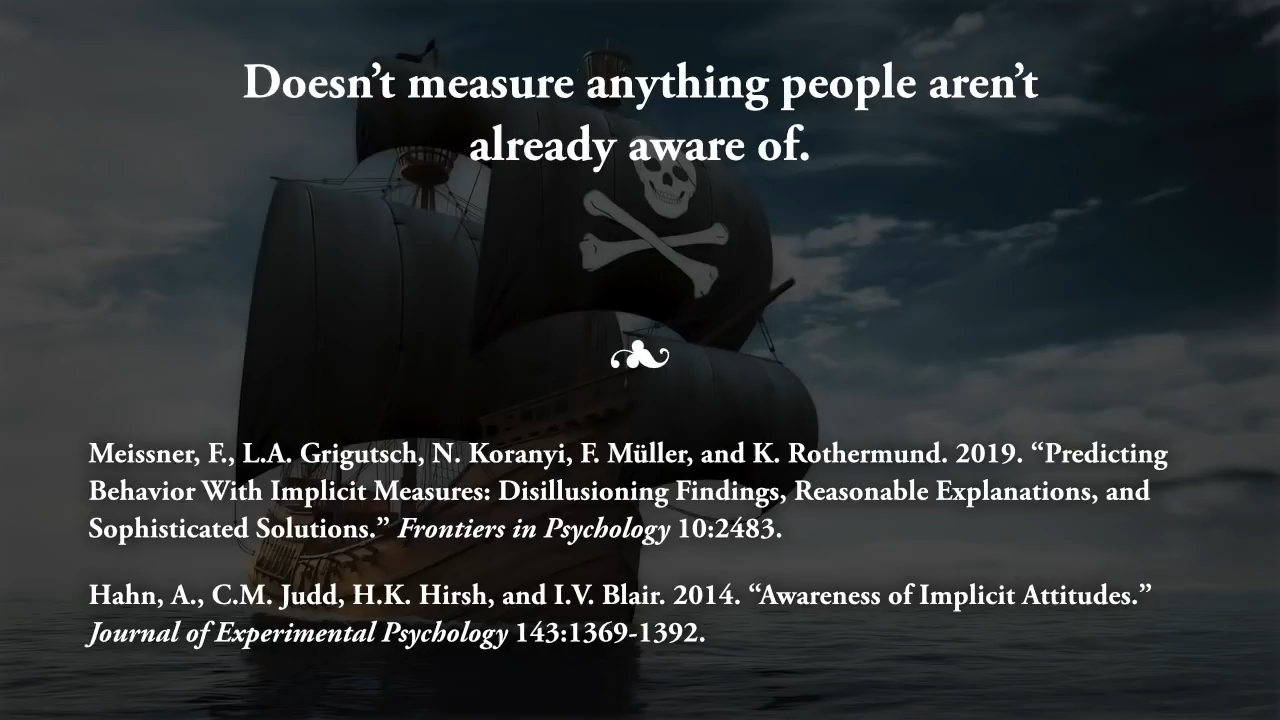 Doesn’t measure anything people aren’t
already aware of.
Meissner, F., L.A. Grigutsch, N. Koranyi, F. Müller, and K. Rothermund. 2019. “Predicting
Behavior With Implicit Measures: Disillusioning Findings, Reasonable Explanations, and
Sophisticated Solutions.” Frontiers in Psychology 10:2483.
Hahn, A., C.M. Judd, H.K. Hirsh, and I.V. Blair. 2014. “Awareness of Implicit Attitudes.”
Journal of Experimental Psychology 143:1369-1392.